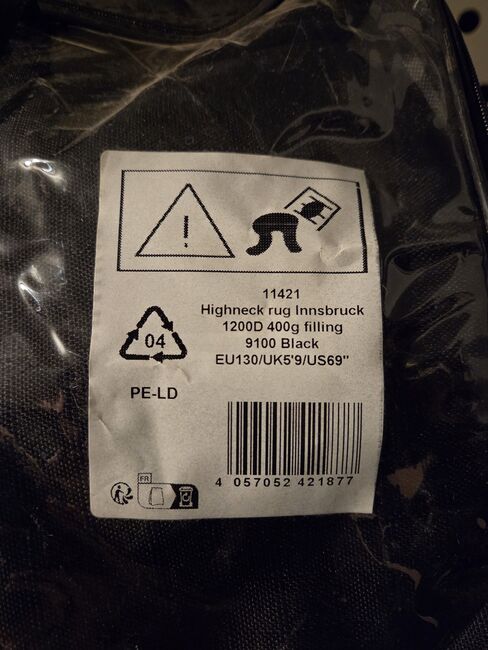 !
11421
Highneck rug Innsbruck
1200D 400g filling
9100 Black
EU130/UK5'9/US69"
04
PE-LD
FR
4 057052 421877